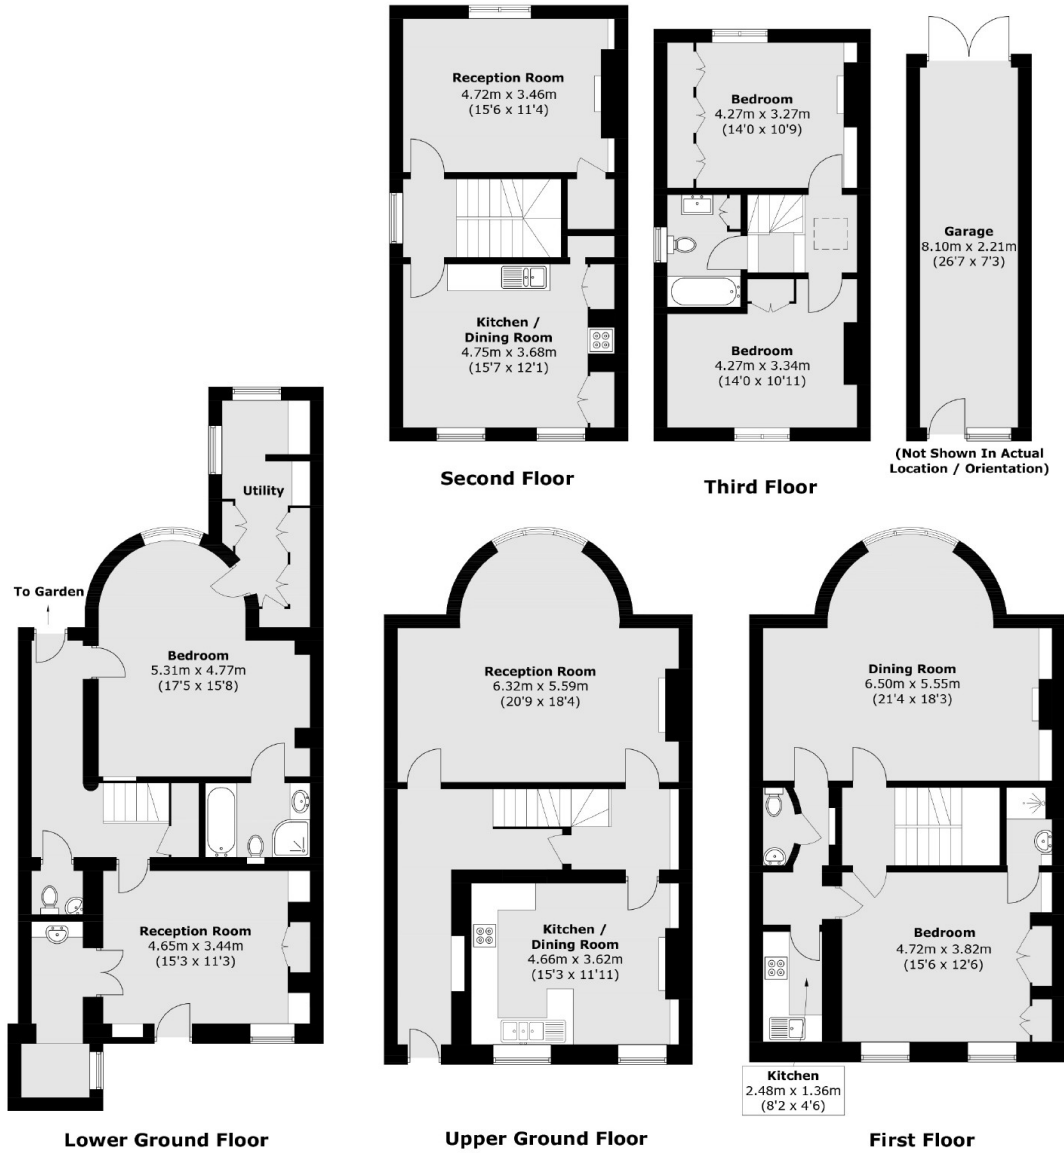 Reception Room
4.72m x 3.46m
(15'6 x 11'4)
Kitchen /
Dining Room
4.75m x 3.68m
(15'7 x 12'1)
Second Floor
Bedroom
4.27m x 3.27m
(14'0 x 10'9)
Bedroom
4.27m x 3.34m
(14'0 x 10'11)
Third Floor
Garage
8.10m x 2.21m
(26'7 x 7'3)
(Not Shown In Actual
Location / Orientation)
Utility
To Garden
Bedroom
5.31m x 4.77m
(17'5 x 15'8)
Reception Room
4.65m x 3.44m
(15'3 x 11'3)
Lower Ground Floor
Reception Room
6.32m x 5.59m
(20'9 x 18'4)
Kitchen /
Dining Room
4.66m x 3.62m
(15'3 x 11'11)
Upper Ground Floor
Dining Room
6.50m x 5.55m
(21'4 x 18'3)
Bedroom
4.72m x 3.82m
(15'6 x 12'6)
Kitchen
2.48m x 1.36m
(8'2 x 4'6)
First Floor